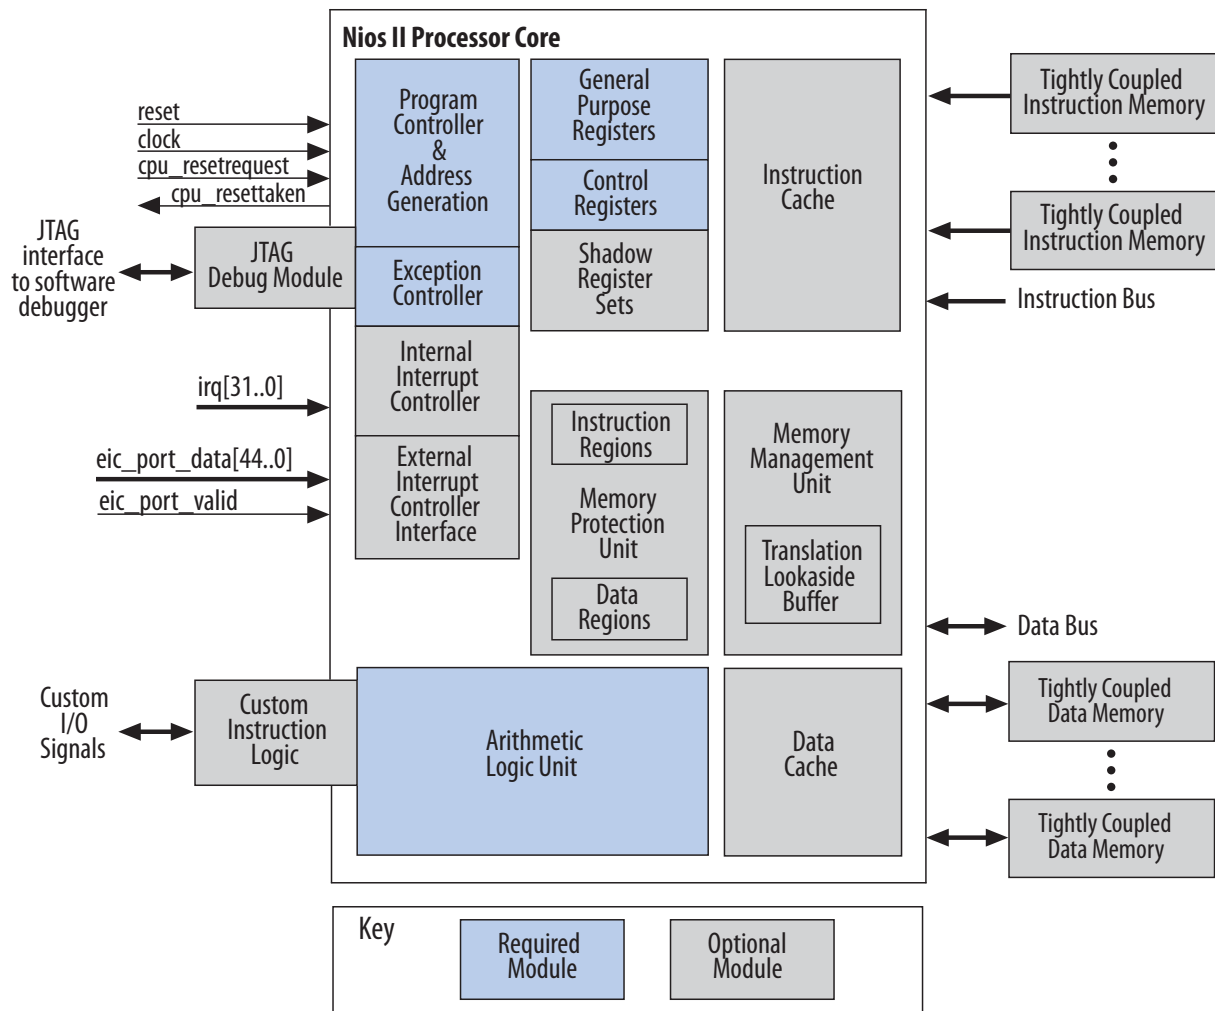 Nios II Processor Core
reset
clock
cpu_resetrequest
cpu_resettaken
JTAG
interface
to software
debugger
JTAG
Debug Module
irq[31..0]
eic_port_data[44..0]
eic_port_valid
Custom
I/O
Signals
Custom
Instruction
Logic
Program
Controller
&
Address
Generation
Exception
Controller
Internal
Interrupt
Controller
External
Interrupt
Controller
Interface
General
Purpose
Registers
Control
Registers
Shadow
Register
Sets
Instruction
Cache
Instruction
Regions
Memory
Protection
Unit
Data
Regions
Memory
Management
Unit
Translation
Lookaside
Buffer
Arithmetic
Logic Unit
Data
Cache
Tightly Coupled
Instruction Memory
Tightly Coupled
Instruction Memory
Instruction Bus
Data Bus
Tightly Coupled
Data Memory
Tightly Coupled
Data Memory
Key
Required
Module
Optional
Module